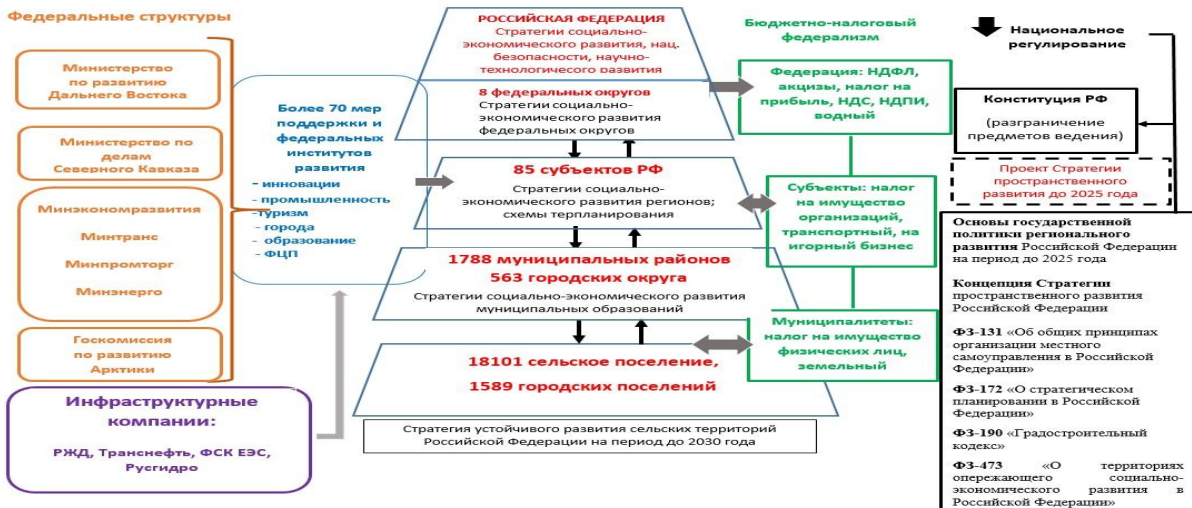 Федеральные структуры
Министерство
по развитию
Дальнего Востока
Министерство по
делам
Северного Кавказа
Минэкономразвития
Минтранс
Минпромторг
Минэнерго
Госкомиссия
по развитию
Арктики
Инфраструктурные
компании:
РЖД, Транснефть, ФСК ЕЭС,
Русгидро
Более 70 мер
поддержки и
федеральных
институтов
развития
- инновации
- промышленность
-туризм
- города
- образование
- ФЦП
РОССИЙСКАЯ ФЕДЕРАЦИЯ
Стратегии социально-
экономического развития, нац.
безопасности, научно-
технологичесого развития
8 федеральных округов
Стратегии социально-
экономического развития
федеральных округов
85 субъектов РФ
Стратегии социально-
экономического развития регионов;
схемы терпланирования
1788 муниципальных районов
563 городских округа
Стратегии социально-экономического развития
муниципальных образований
18101 сельское поселение,
1589 городских поселений
Стратегия устойчивого развития сельских территорий
Российской Федерации на период до 2030 года
Бюджетно-налоговый
федерализм
Федерация: НДФЛ,
акцизы, налог на
прибыль, НДС, НДПИ,
водный
Субъекты: налог
на имущество
организаций,
транспортный, на
игорный бизнес
Муниципалитеты:
налог на имущество
физических лиц,
земельный
Национальное
регулирование
Конституция РФ
(разграничение
предметов ведения)
Проект Стратегии
пространственного
развития до 2025 года
Основы государственной
политики регионального
развития Российской Федерации
на период до 2025 года
Концепция Стратегии
пространственного развития
Российской Федерации
ФЗ-131 «Об общих принципах
организации местного
самоуправления в Российской
Федерации»
ФЗ-172 «О стратегическом
планировании в Российской
Федерации»
ФЗ-190 «Градостроительный
кодекс»
ФЗ-473 «О территориях
опережающего социально-
экономического развития в
Российской Федерации»